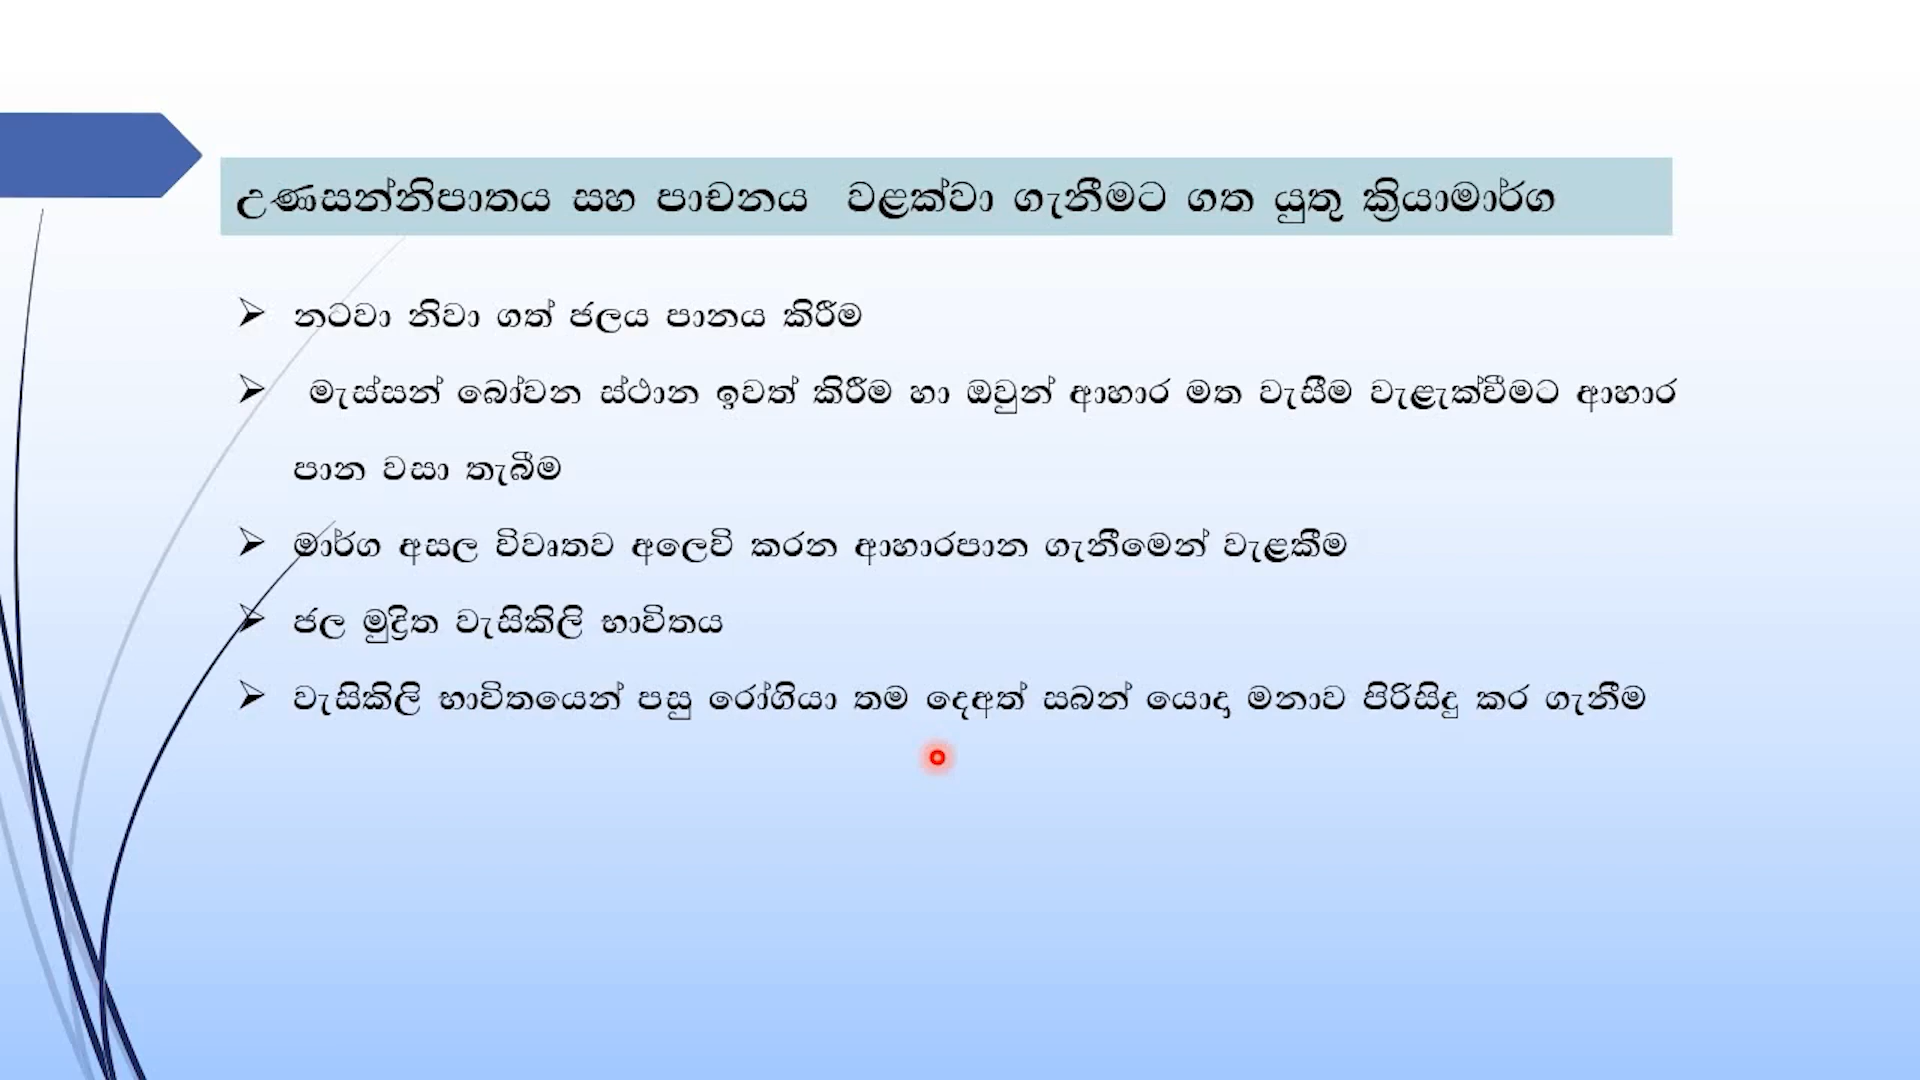 උණසන්නිපාතය සහ පාචනය වළක්වා ගැනීමට ගත යුතු ක්‍රියාමාර්ග
නටවා නිවා ගත් ජලය පානය කිරීම
මැස්සන් බෝවන ස්ථාන ඉවත් කිරීම හා ඔවුන් ආහාර මත වැසීම වැළැක්වීමට ආහාර
පාන වසා තැබීම
මාර්ග අසල විවෘතව අලෙවි කරන ආහාරපාන ගැනීමෙන් වැළකීම
ජල මුද්‍රිත වැසිකිලි භාවිතය
වැසිකිලි භාවිතයෙන් පසු රෝගියා තම දෙඅත් සබන් යොදා මනාව පිරිසිදු කර ගැනීම